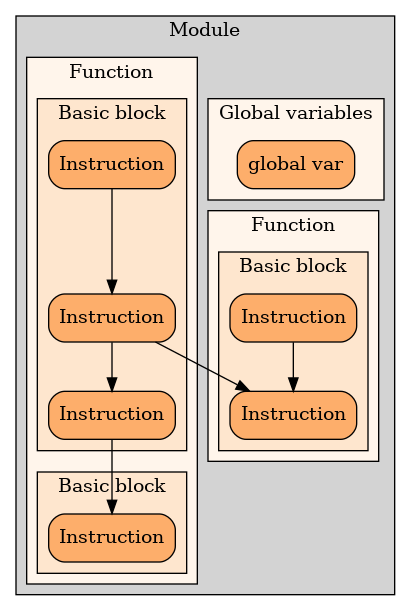 Module
Function
Basic block
Instruction
Instruction
Instruction
Basic block
Instruction
Global variables
global var
Function
Basic block
Instruction
Instruction